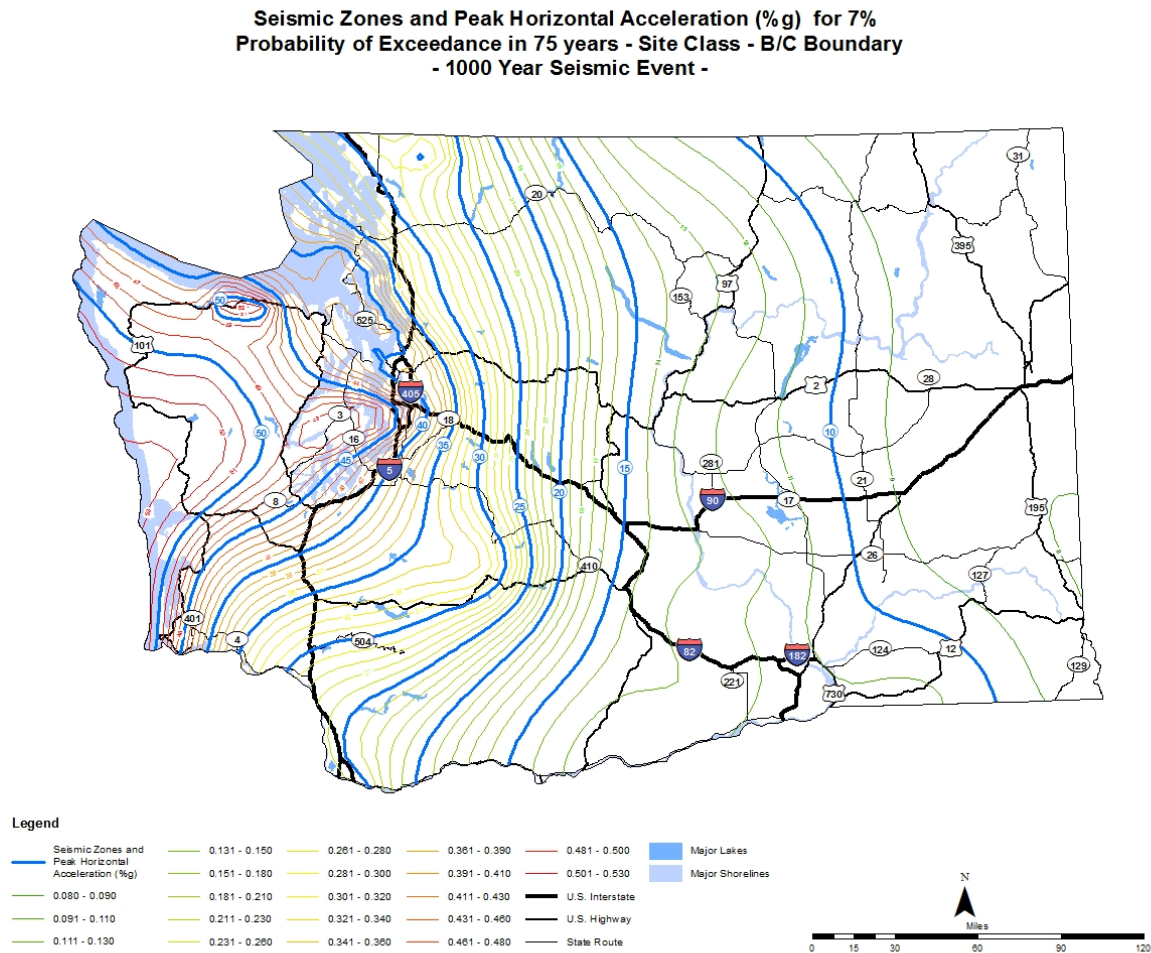 Seismic Zones and Peak Horizontal Acceleration (%g) for 7%
Probability of Exceedance in 75 years - Site Class - B/C Boundary
- 1000 Year Seismic Event -
31
20
395
153
97
50
525
101
2
28
405
3
18
40
10
50
16
35
45
30
281
15
5
21
90
20
17
8
25
195
26
410
127
401
4
504
124
12
82
182
129
221
730
Legend
Seismic Zones and
Peak Horizontal
Acceleration (%g)
0.080 - 0.090
0.091 - 0.110
0.111 - 0.130
0.131 - 0.150
0.151 - 0.180
0.181 - 0.210
0.211 - 0.230
0.231 - 0.260
0.261 - 0.280
0.281 - 0.300
0.301 - 0.320
0.321 - 0.340
0.341 - 0.360
0.361 - 0.390
0.391 - 0.410
0.411 - 0.430
0.431 - 0.460
0.461 - 0.480
0.481 - 0.500
0.501 - 0.530
U.S. Interstate
U.S. Highway
State Route
Major Lakes
Major Shorelines
N
Miles
0 15 30 60 90 120